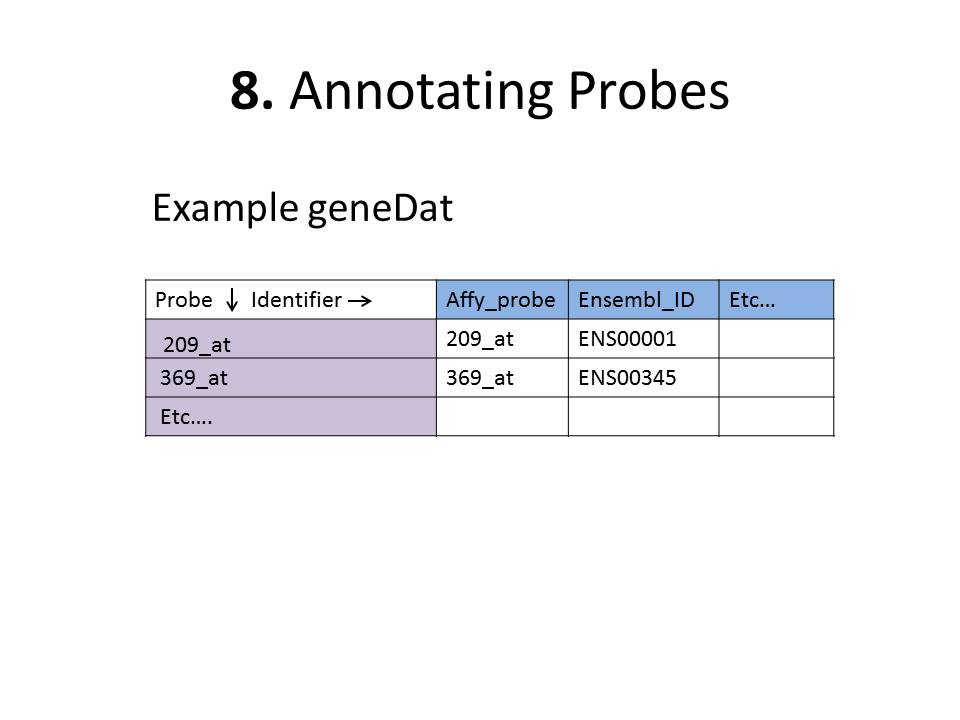 8. Annotating Probes
Example geneDat
Probe ↓ Identifier → Affy_probe Ensembl_ID Etc...
209_at 209_at ENS00001
369_at 369_at ENS00345
Etc....